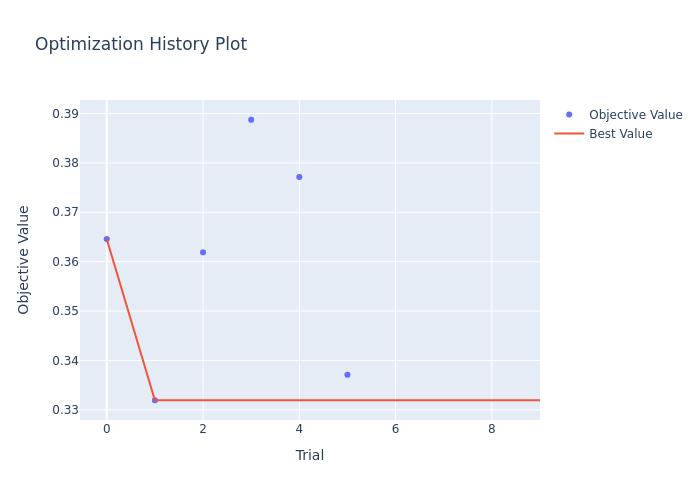 Optimization History Plot
Objective Value
Best Value
0.39
0.38
0.37
0.36
0.35
0.34
0.33
Objective Value
0 2 4 6 8
Trial